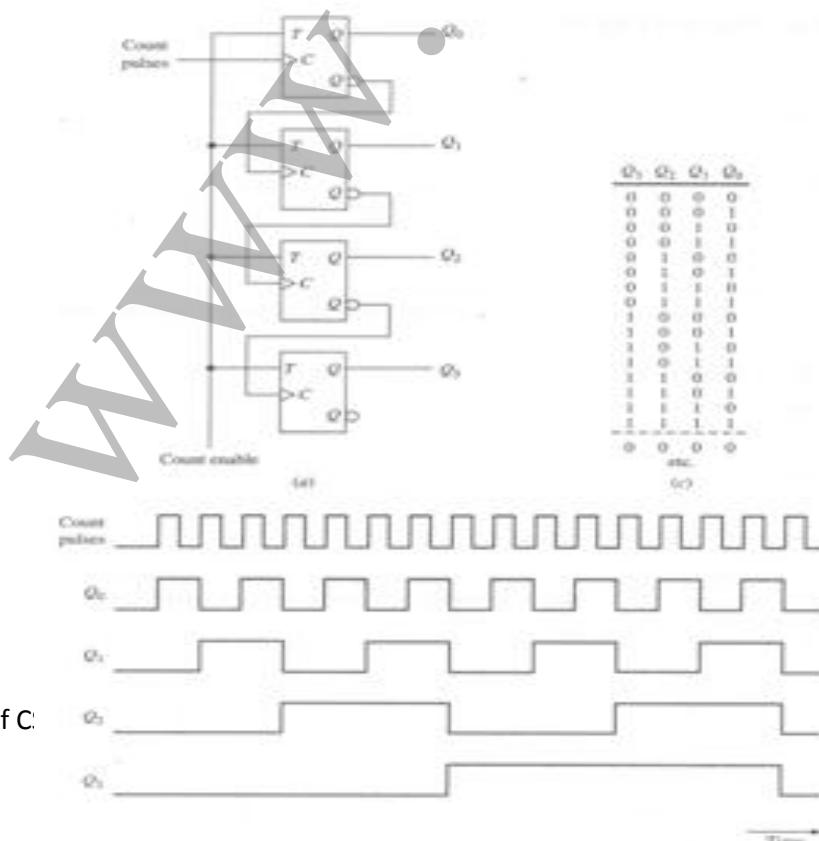 WWW.
T Q Q₀
Count
pulses
C
Q
T Q Q₁
C
Q
T Q Q₂
C
Q
T Q Q₃
C
Q
Count enable
(a)
Q₃ Q₂ Q₁ Q₀
0 0 0 0
0 0 0 1
0 0 1 0
0 0 1 1
0 1 0 0
0 1 0 1
0 1 1 0
0 1 1 1
1 0 0 0
1 0 0 1
1 0 1 0
1 0 1 1
1 1 0 0
1 1 0 1
1 1 1 0
1 1 1 1
0 0 0 0
etc.
(c)
Count
pulses
Q₀
Q₁
f CS
Q₂
Q₃
Time